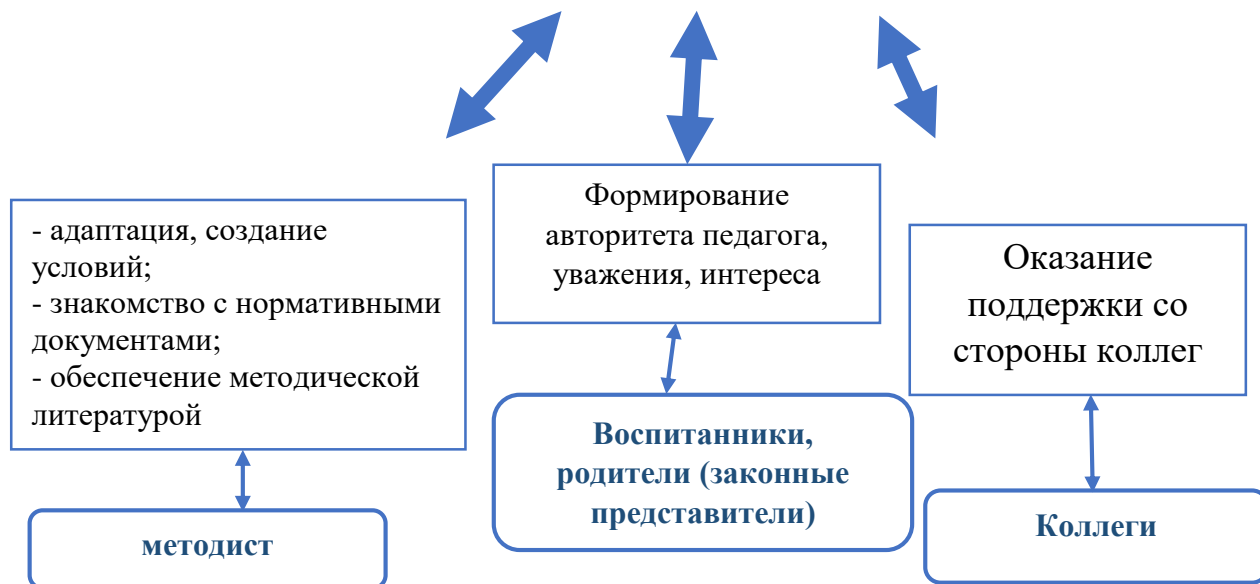 - адаптация, создание
условий;
- знакомство с нормативными
документами;
- обеспечение методической
литературой
Формирование
авторитета педагога,
уважения, интереса
Оказание
поддержки со
стороны коллег
методист
Воспитанники,
родители (законные
представители)
Коллеги